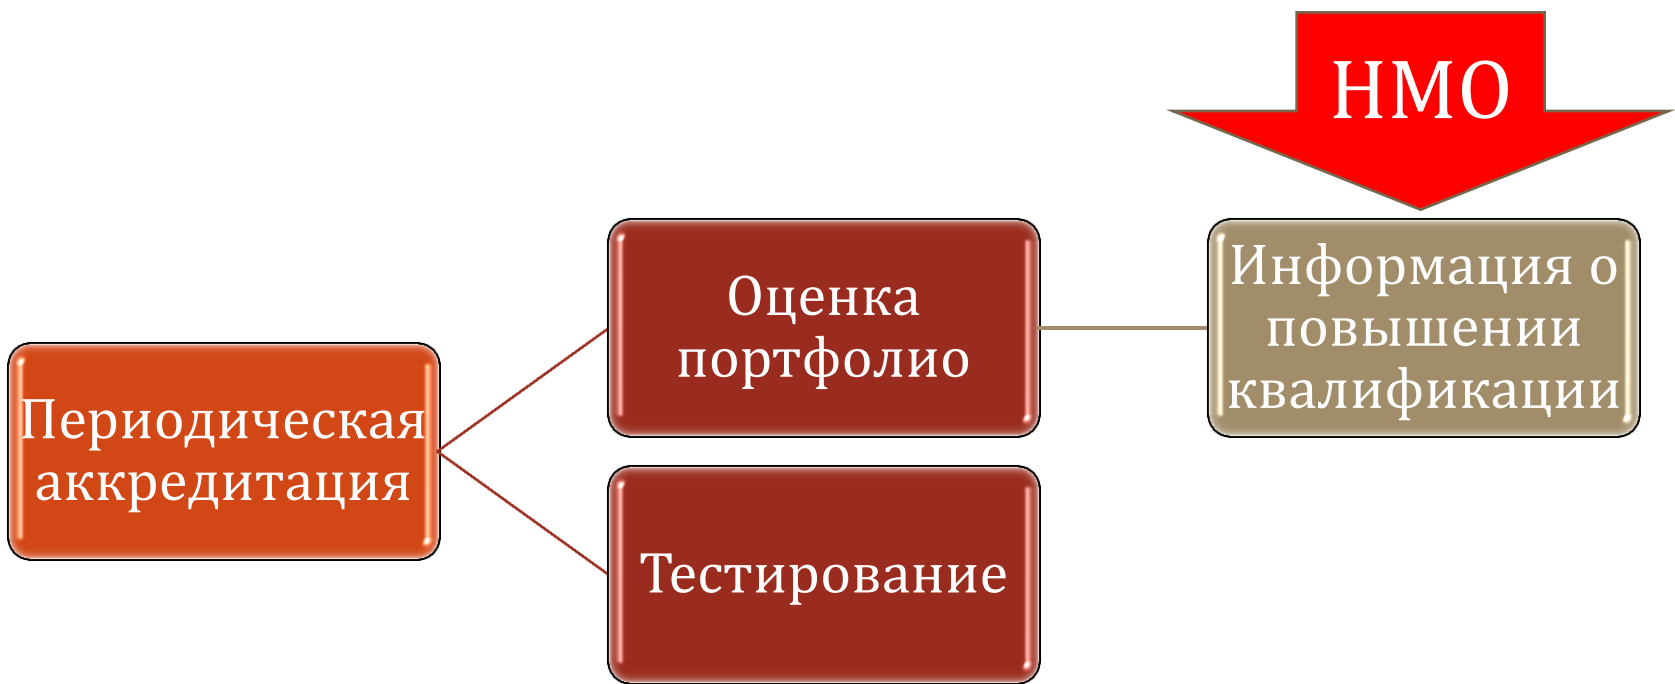 НМО
Оценка
портфолио
Информация о
повышении
квалификации
Периодическая
аккредитация
Тестирование